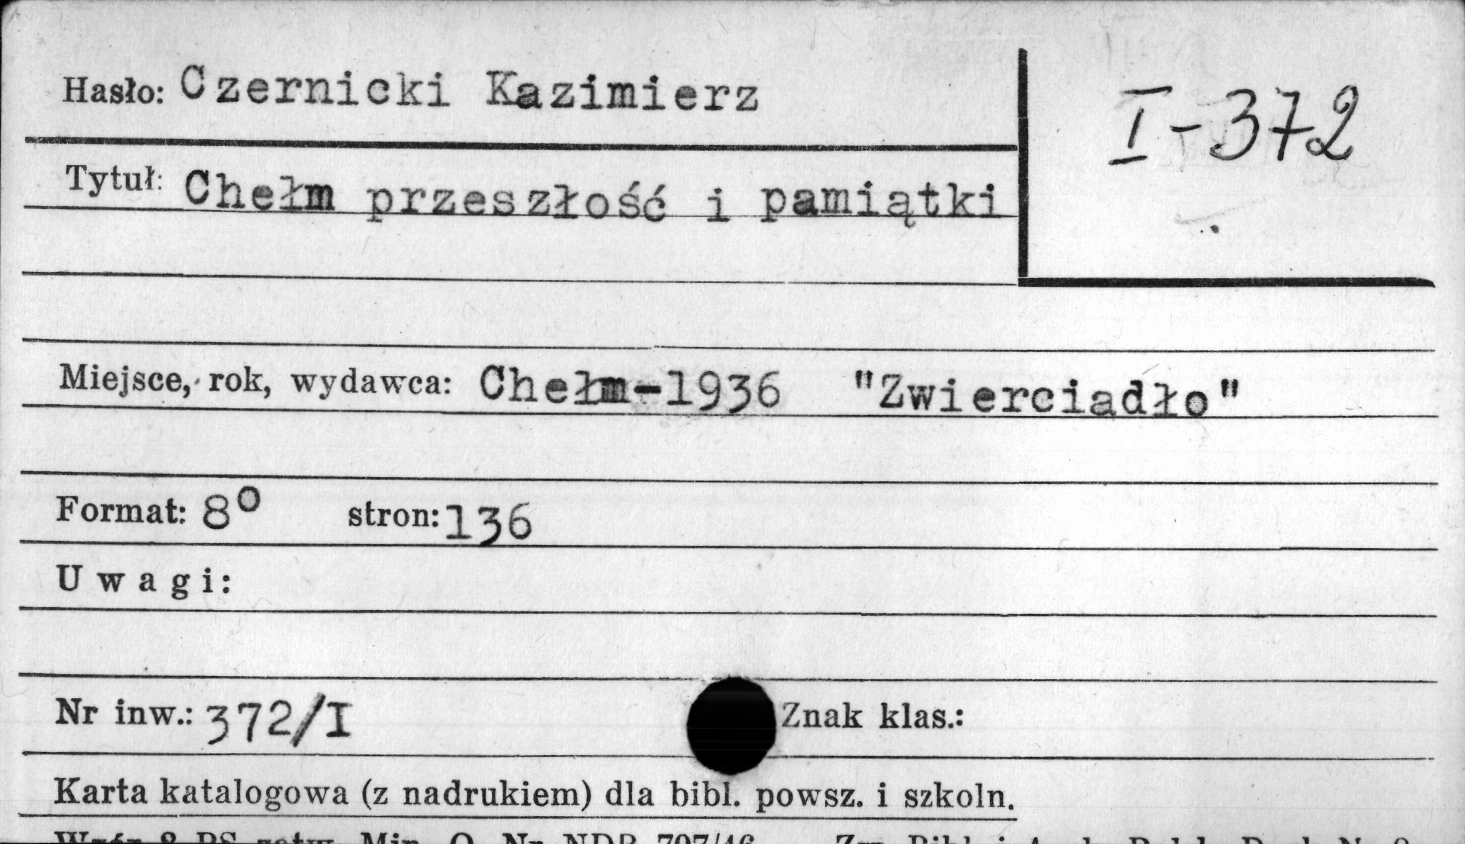 Hasło: Czernicki Kazimierz
I-372
Tytuł: Chełm przeszłość i pamiątki
Miejsce, rok, wydawca: Chełm-1936 "Zwierciadło"
Format: 8° stron: 136
Uwagi:
Nr inw.: 372/I Znak klas.:
Karta katalogowa (z nadrukiem) dla bibl. powsz. i szkoln.